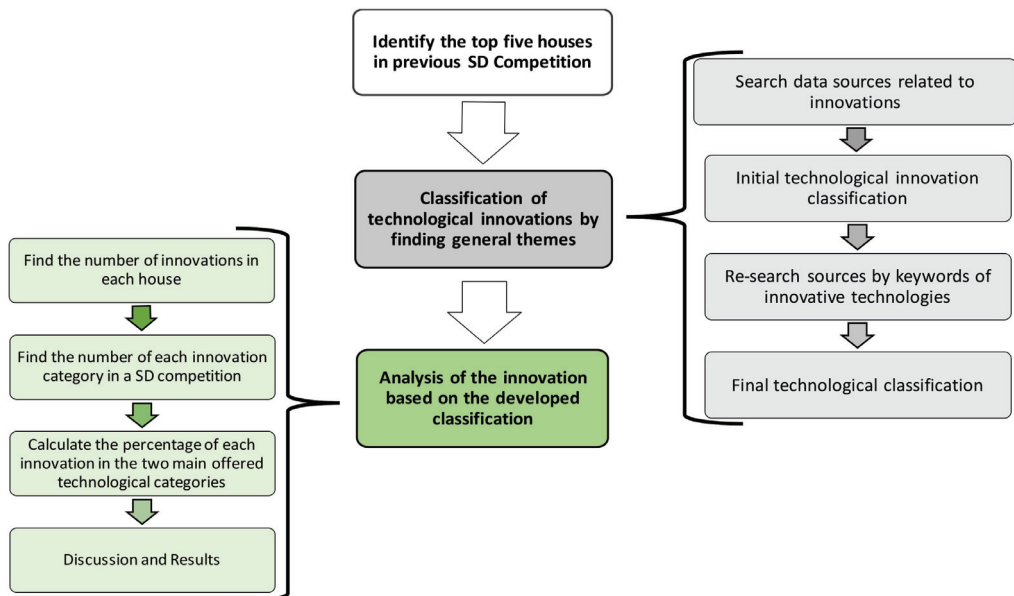 Identify the top five houses
in previous SD Competition
Classification of
technological innovations by
finding general themes
Analysis of the innovation
based on the developed
classification
Search data sources related to
innovations
Initial technological innovation
classification
Re-search sources by keywords of
innovative technologies
Final technological classification
Find the number of innovations in
each house
Find the number of each innovation
category in a SD competition
Calculate the percentage of each
innovation in the two main offered
technological categories
Discussion and Results